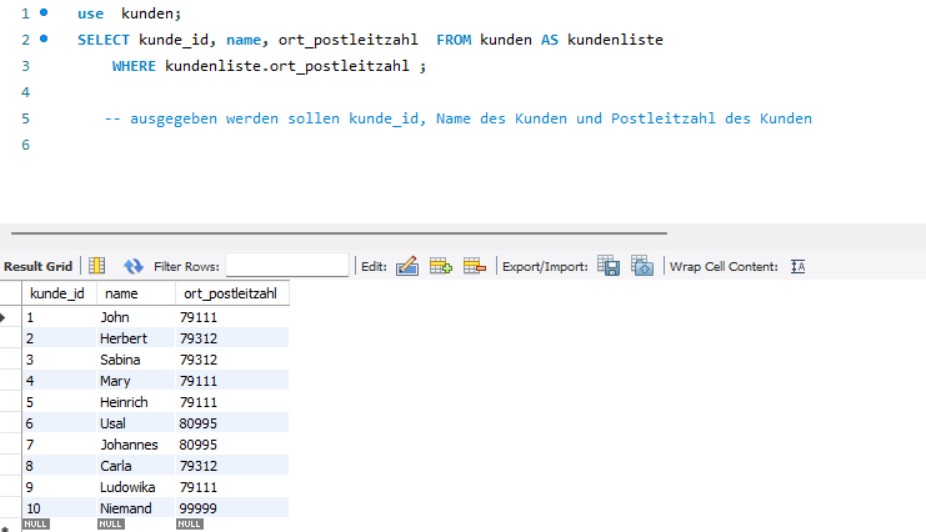 1 use kunden;
2 SELECT kunde_id, name, ort_postleitzahl FROM kunden AS kundenliste
3 WHERE kundenliste.ort_postleitzahl ;
4
5 -- ausgegeben werden sollen kunde_id, Name des Kunden und Postleitzahl des Kunden
6
Result Grid Filter Rows: Edit: Export/Import: Wrap Cell Content: IA
kunde_id name ort_postleitzahl
1 John 79111
2 Herbert 79312
3 Sabina 79312
4 Mary 79111
5 Heinrich 79111
6 Usal 80995
7 Johannes 80995
8 Carla 79312
9 Ludowika 79111
10 Niemand 99999
NULL NULL NULL